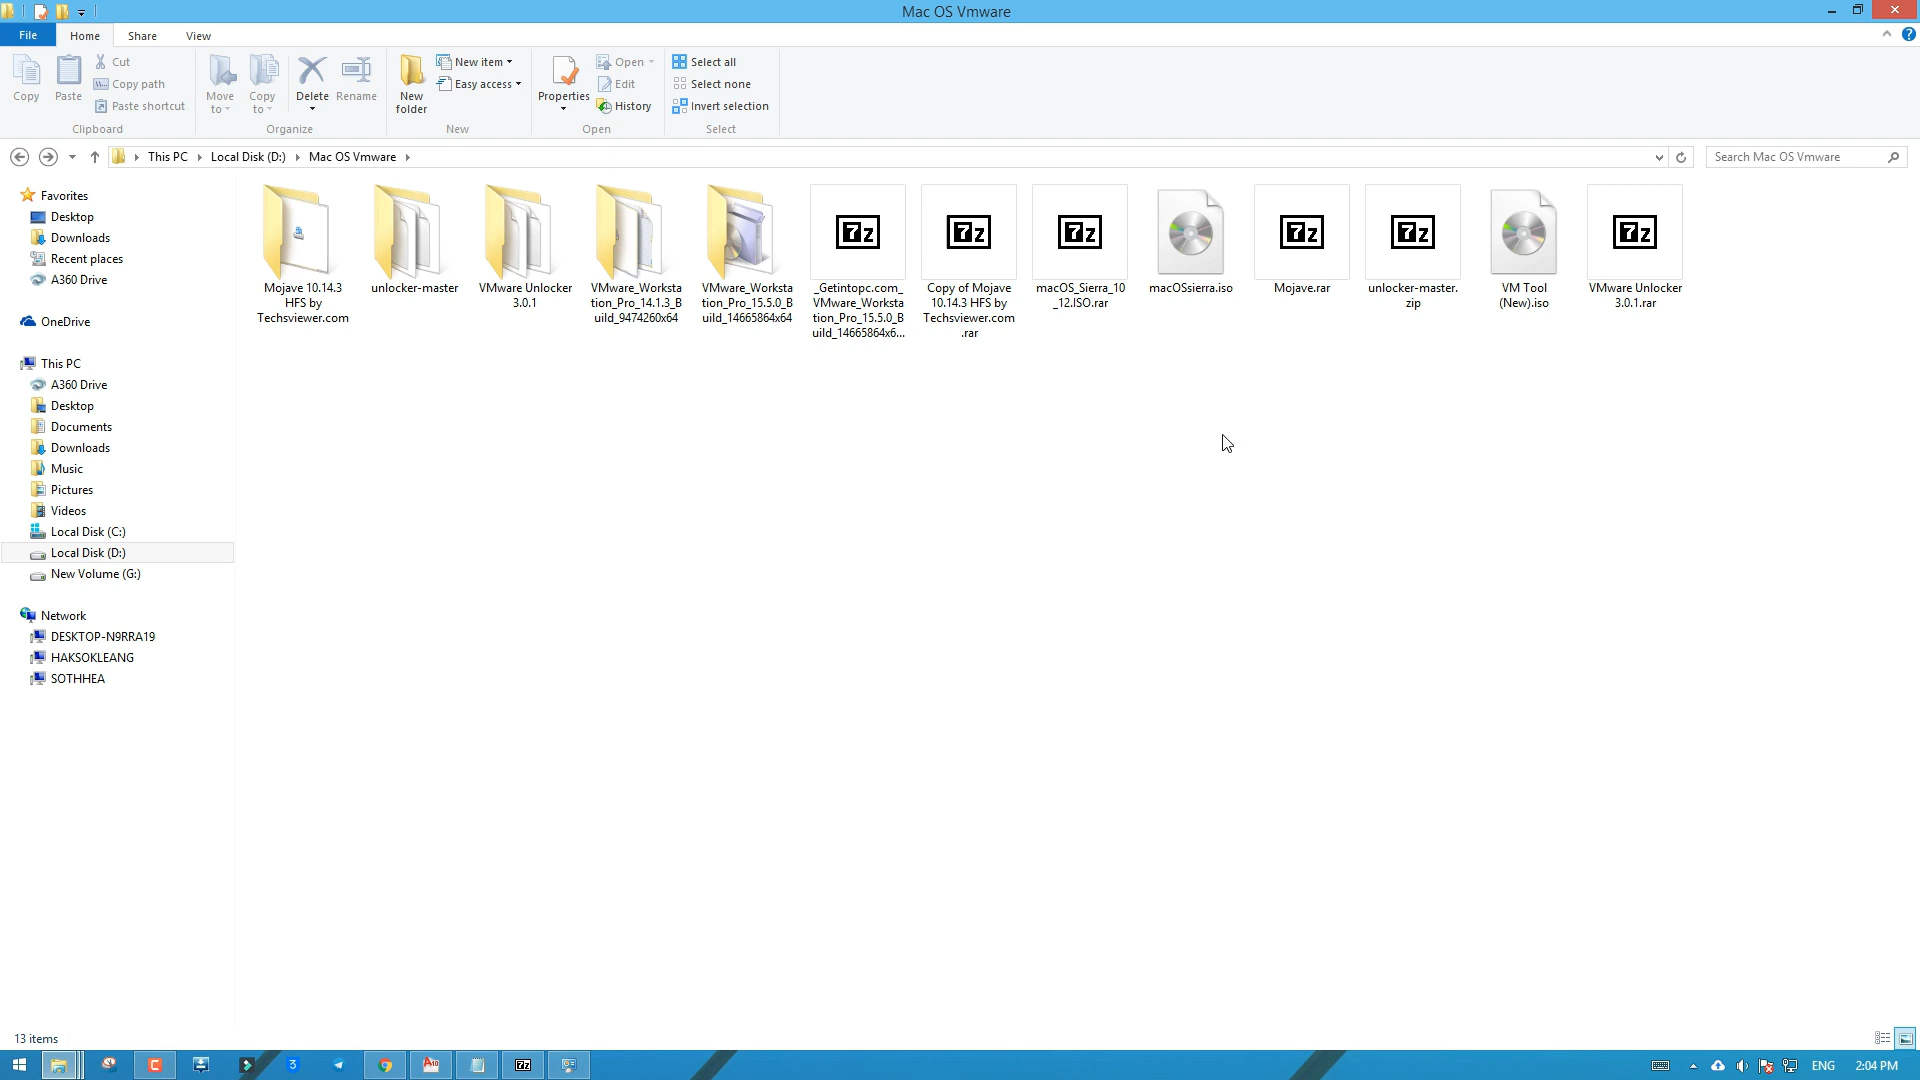 Mac OS Vmware
File
Home
Share
View
Copy
Paste
Cut
Copy path
Paste shortcut
Clipboard
Move
to
Copy
to
Delete
Rename
Organize
New
folder
New item
Easy access
New
Properties
Open
Edit
History
Open
Select all
Select none
Invert selection
Select
This PC
Local Disk (D:)
Mac OS Vmware
Search Mac OS Vmware
Favorites
Desktop
Downloads
Recent places
A360 Drive
OneDrive
This PC
A360 Drive
Desktop
Documents
Downloads
Music
Pictures
Videos
Local Disk (C:)
Local Disk (D:)
New Volume (G:)
Network
DESKTOP-N9RRA19
HAKSOKLEANG
SOTHHEA
Mojave 10.14.3
HFS by
Techsviewer.com
unlocker-master
VMware Unlocker
3.0.1
VMware_Worksta
tion_Pro_14.1.3_B
uild_9474260x64
VMware_Worksta
tion_Pro_15.5.0_B
uild_14665864x64
7z
_Getintopc.com_
VMware_Worksta
tion_Pro_15.5.0_B
uild_14665864x6...
7z
Copy of Mojave
10.14.3 HFS by
Techsviewer.com
.rar
7z
macOS_Sierra_10
_12.ISO.rar
macOSsierra.iso
7z
Mojave.rar
7z
unlocker-master.
zip
VM Tool
(New).iso
7z
VMware Unlocker
3.0.1.rar
13 items
ENG
2:04 PM